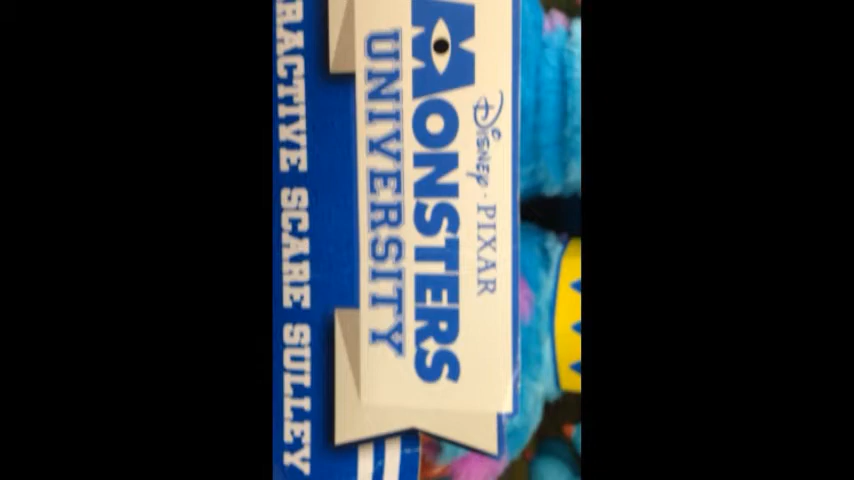 Disney · PIXAR
MONSTERS
UNIVERSITY
RACTIVE SCARE SULLEY